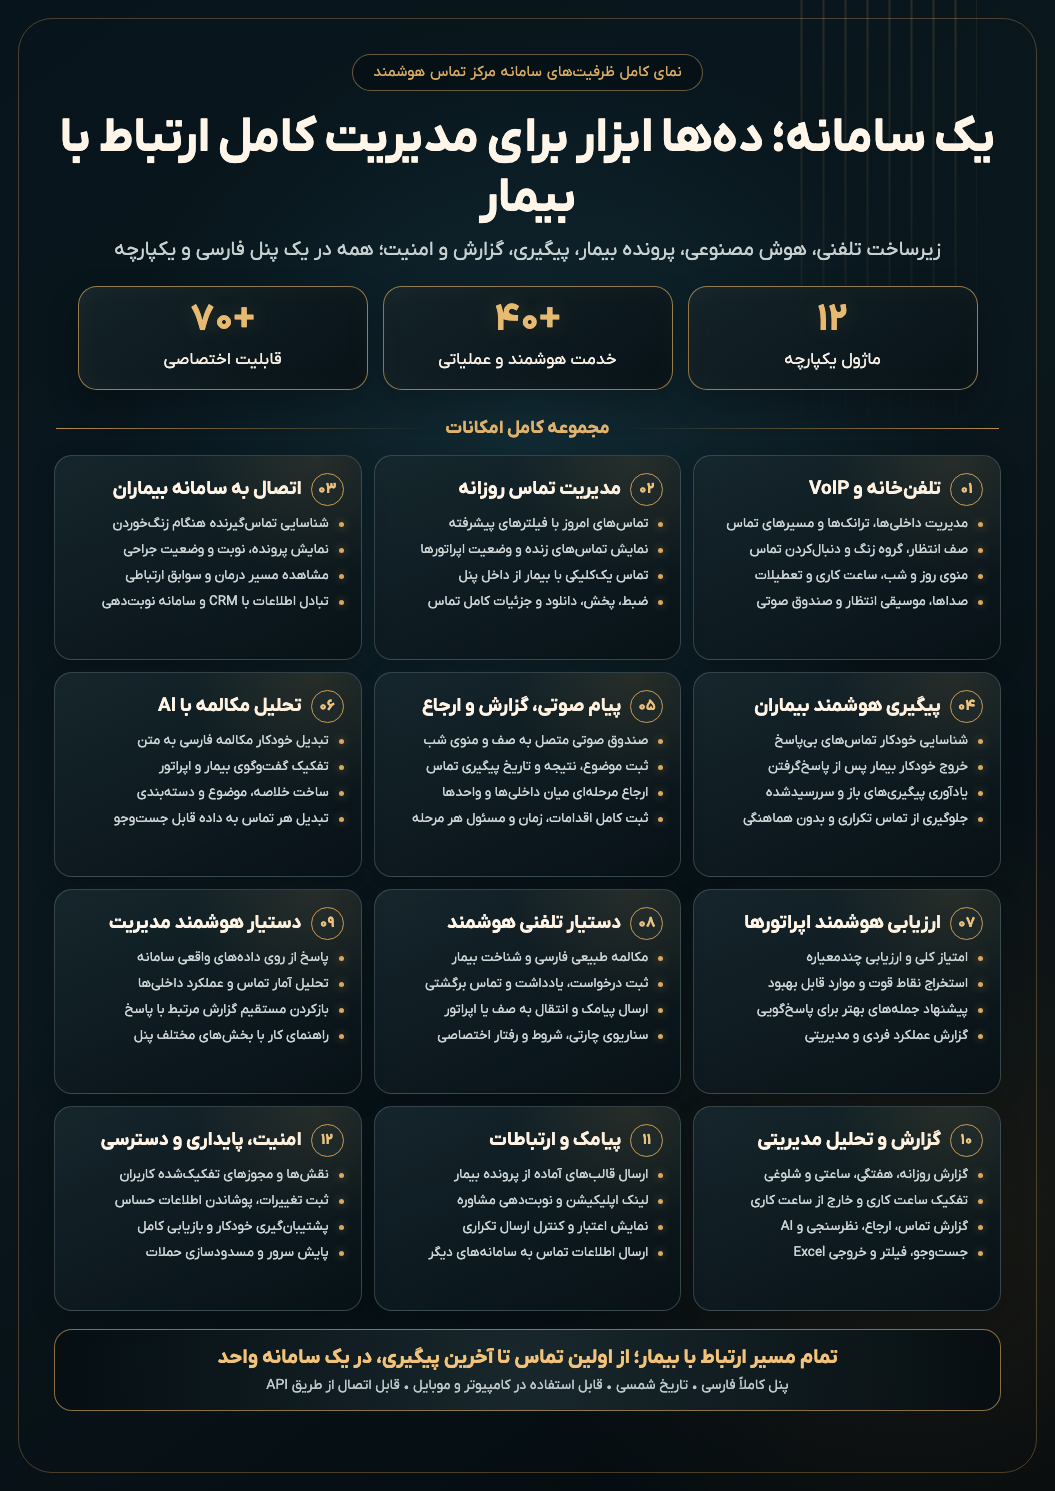 نمای کامل ظرفیت‌های سامانه مرکز تماس هوشمند
یک سامانه؛ ده‌ها ابزار برای مدیریت کامل ارتباط با
بیمار
زیرساخت تلفنی، هوش مصنوعی، پرونده بیمار، پیگیری، گزارش و امنیت؛ همه در یک پنل فارسی و یکپارچه
۱۲
ماژول یکپارچه
+۴۰
خدمت هوشمند و عملیاتی
+۷۰
قابلیت اختصاصی
مجموعه کامل امکانات
۰۱ تلفن‌خانه و VoIP
• مدیریت داخلی‌ها، ترانک‌ها و مسیرهای تماس
• صف انتظار، گروه زنگ و دنبال‌کردن تماس
• منوی روز و شب، ساعت کاری و تعطیلات
• صداها، موسیقی انتظار و صندوق صوتی
۰۲ مدیریت تماس روزانه
• تماس‌های امروز با فیلترهای پیشرفته
• نمایش تماس‌های زنده و وضعیت اپراتورها
• تماس یک‌کلیکی با بیمار از داخل پنل
• ضبط، پخش، دانلود و جزئیات کامل تماس
۰۳ اتصال به سامانه بیماران
• شناسایی تماس‌گیرنده هنگام زنگ‌خوردن
• نمایش پرونده، نوبت و وضعیت جراحی
• مشاهده مسیر درمان و سوابق ارتباطی
• تبادل اطلاعات با CRM و سامانه نوبت‌دهی
۰۴ پیگیری هوشمند بیماران
• شناسایی خودکار تماس‌های بی‌پاسخ
• خروج خودکار بیمار پس از پاسخ‌گرفتن
• یادآوری پیگیری‌های باز و سررسیدشده
• جلوگیری از تماس تکراری و بدون هماهنگی
۰۵ پیام صوتی، گزارش و ارجاع
• صندوق صوتی متصل به صف و منوی شب
• ثبت موضوع، نتیجه و تاریخ پیگیری تماس
• ارجاع مرحله‌ای میان داخلی‌ها و واحدها
• ثبت کامل اقدامات، زمان و مسئول هر مرحله
۰۶ تحلیل مکالمه با AI
• تبدیل خودکار مکالمه فارسی به متن
• تفکیک گفت‌وگوی بیمار و اپراتور
• ساخت خلاصه، موضوع و دسته‌بندی
• تبدیل هر تماس به داده قابل جست‌وجو
۰۷ ارزیابی هوشمند اپراتورها
• امتیاز کلی و ارزیابی چندمعیاره
• استخراج نقاط قوت و موارد قابل بهبود
• پیشنهاد جمله‌های بهتر برای پاسخ‌گویی
• گزارش عملکرد فردی و مدیریتی
۰۸ دستیار تلفنی هوشمند
• مکالمه طبیعی فارسی و شناخت بیمار
• ثبت درخواست، یادداشت و تماس برگشتی
• ارسال پیامک و انتقال به صف یا اپراتور
• سناریوی چارتی، شروط و رفتار اختصاصی
۰۹ دستیار هوشمند مدیریت
• پاسخ از روی داده‌های واقعی سامانه
• تحلیل آمار تماس و عملکرد داخلی‌ها
• بازکردن مستقیم گزارش مرتبط با پاسخ
• راهنمای کار با بخش‌های مختلف پنل
۱۰ گزارش و تحلیل مدیریتی
• گزارش روزانه، هفتگی، ساعتی و شلوغی
• تفکیک ساعت کاری و خارج از ساعت کاری
• گزارش تماس، ارجاع، نظرسنجی و AI
• جست‌وجو، فیلتر و خروجی Excel
۱۱ پیامک و ارتباطات
• ارسال قالب‌های آماده از پرونده بیمار
• لینک اپلیکیشن و نوبت‌دهی مشاوره
• نمایش اعتبار و کنترل ارسال تکراری
• ارسال اطلاعات تماس به سامانه‌های دیگر
۱۲ امنیت، پایداری و دسترسی
• نقش‌ها و مجوزهای تفکیک‌شده کاربران
• ثبت تغییرات، پوشاندن اطلاعات حساس
• پشتیبان‌گیری خودکار و بازیابی کامل
• پایش سرور و مسدودسازی حملات
تمام مسیر ارتباط با بیمار؛ از اولین تماس تا آخرین پیگیری، در یک سامانه واحد
پنل کاملاً فارسی • تاریخ شمسی • قابل استفاده در کامپیوتر و موبایل • قابل اتصال از طریق API